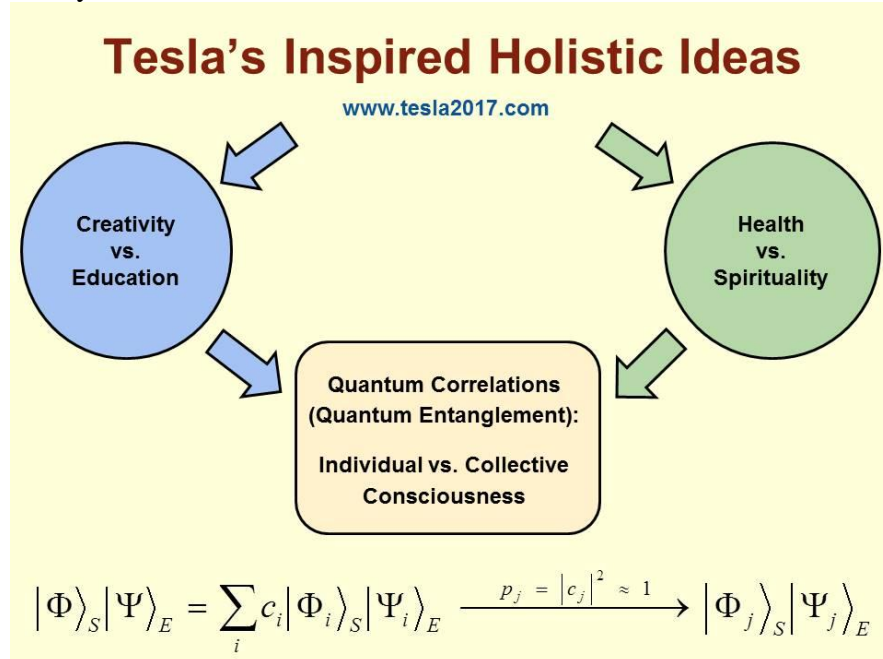 Tesla's Inspired Holistic Ideas
www.tesla2017.com
Creativity
vs.
Education
Health
vs.
Spirituality
Quantum Correlations
(Quantum Entanglement):
Individual vs. Collective
Consciousness
|Φ⟩_S|Ψ⟩_E = ∑_i c_i|Φ_i⟩_S|Ψ_i⟩_E —p_j = |c_j|^2 ≈ 1→ |Φ_j⟩_S|Ψ_j⟩_E